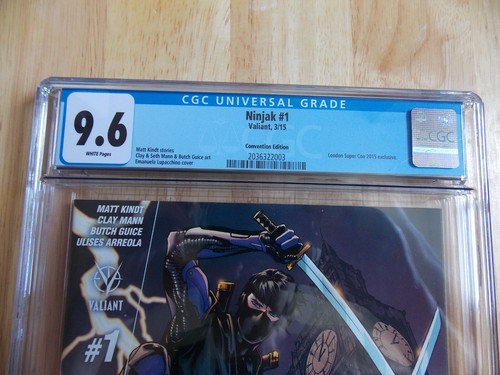 CGC UNIVERSAL GRADE
9.6
WHITE Pages
Ninjak #1
Valiant, 3/15
Matt Kindt stories
Clay & Seth Mann & Butch Guice art
Emanuela Lupacchino cover
Convention Edition
2036322003
London Super Con 2015 exclusive.
CGC
MATT KINDT
CLAY MANN
BUTCH GUICE
ULISES ARREOLA
VALIANT
#1